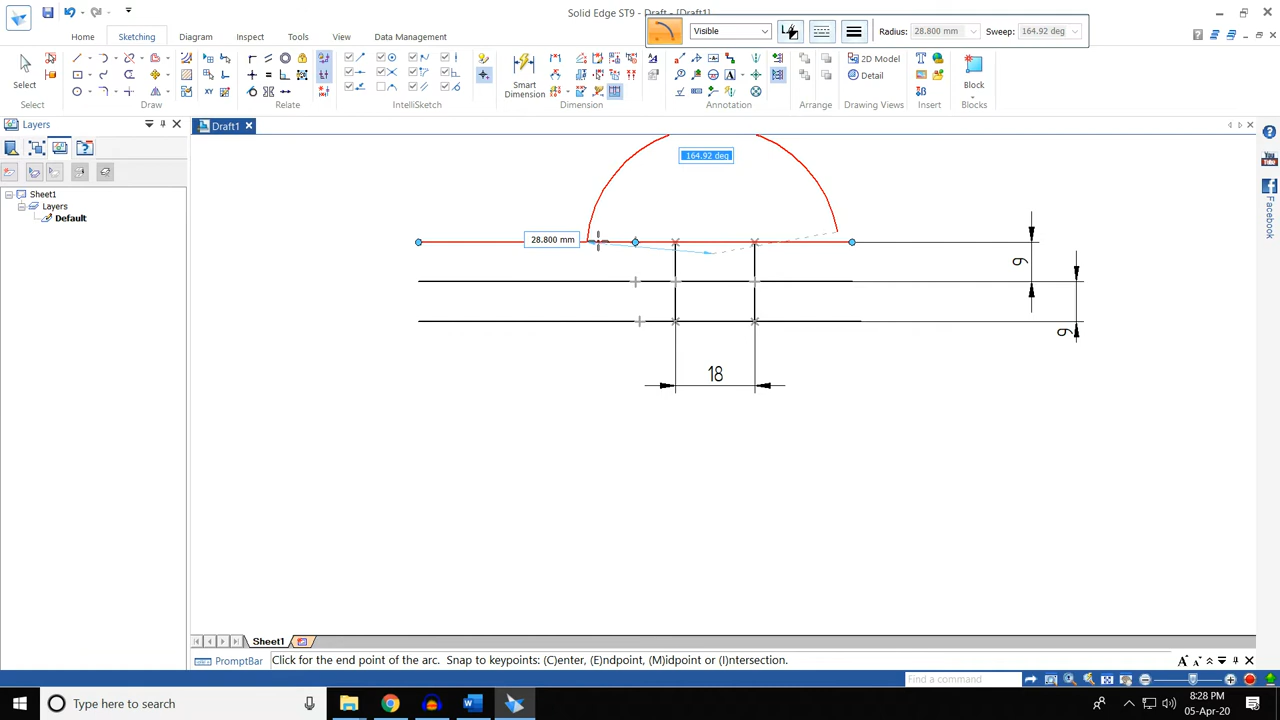 Solid Edge ST9 - Draft - [Draft1]
Visible
Radius: 28.800 mm
Sweep: 164.92 deg
Home
Sketching
Diagram
Inspect
Tools
View
Data Management
Select
Smart
Dimension
2D Model
Detail
Block
Select
Draw
Relate
IntelliSketch
Dimension
Annotation
Arrange
Drawing Views
Insert
Blocks
Layers
Draft1
Sheet1
Layers
Default
164.92 deg
28.800 mm
9
9
18
YouTube
Facebook
Sheet1
PromptBar
Click for the end point of the arc. Snap to keypoints: (C)enter, (E)ndpoint, (M)idpoint or (I)ntersection.
Find a command
Type here to search
8:28 PM
05-Apr-20